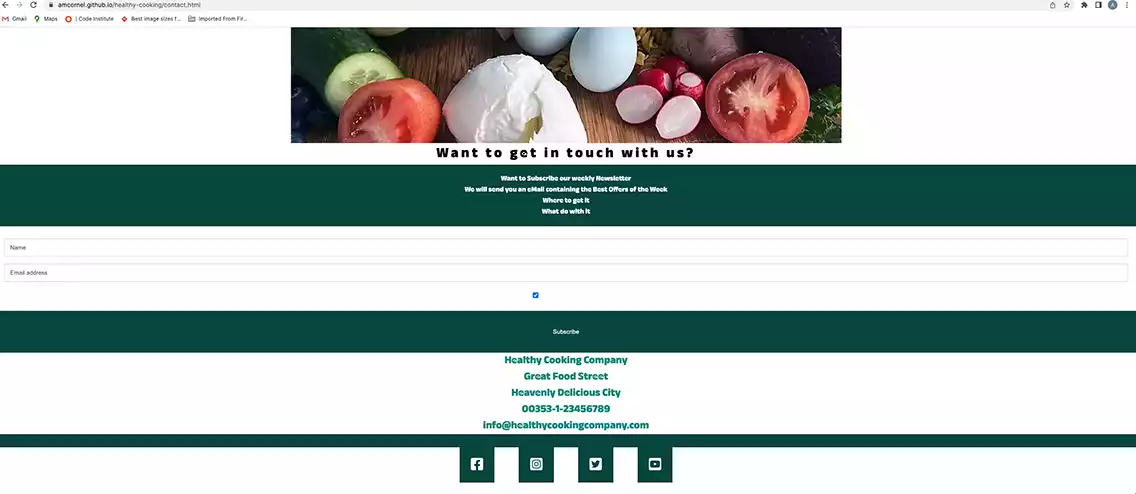 amcornel.github.io/healthy-cooking/contact.html
Gmail Maps | Code Institute Best image sizes f... Imported From Fir...
Want to get in touch with us?
Want to Subscribe our weekly Newsletter
We will send you an eMail containing the Best Offers of the Week
Where to get it
What do with it
Name
Email address
Subscribe
Healthy Cooking Company
Great Food Street
Heavenly Delicious City
00353-1-23456789
info@healthycookingcompany.com